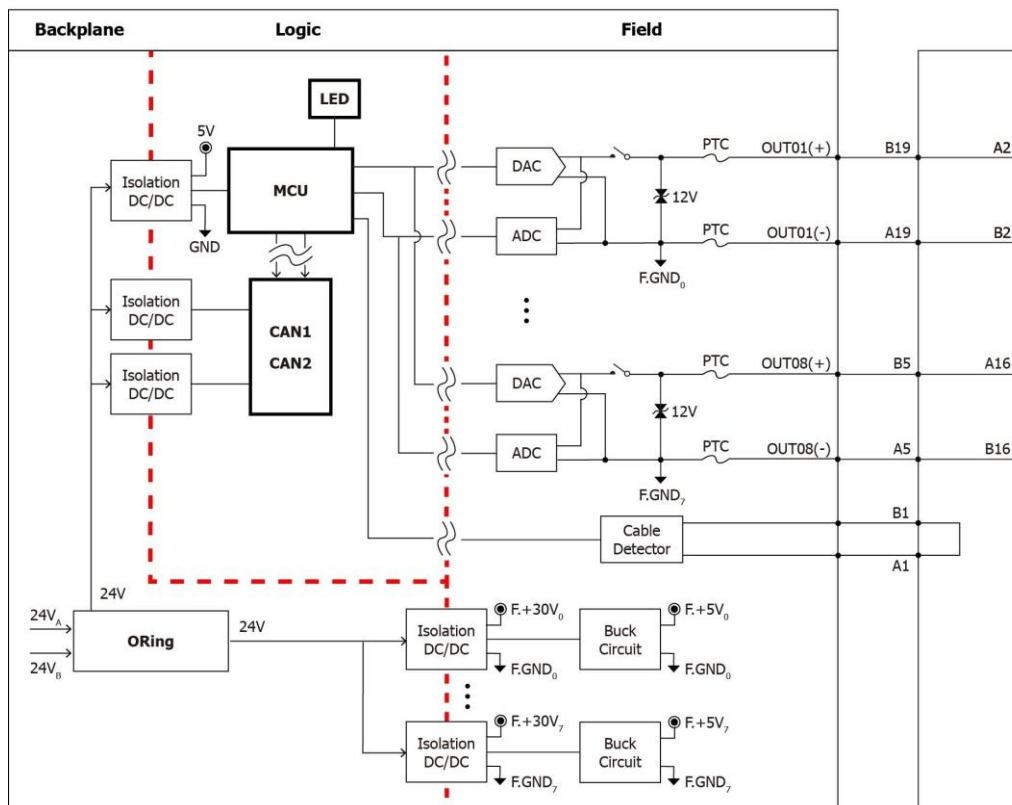 Backplane
Logic
Field
LED
5V
Isolation
DC/DC
GND
MCU
DAC
PTC
OUT01(+)
B19
A2
12V
ADC
PTC
OUT01(-)
A19
B2
F.GND₀
Isolation
DC/DC
CAN1
CAN2
Isolation
DC/DC
DAC
PTC
OUT08(+)
B5
A16
12V
ADC
PTC
OUT08(-)
A5
B16
F.GND₇
Cable
Detector
B1
A1
24V
24V_A
24V_B
ORing
24V
Isolation
DC/DC
F.+30V₀
F.GND₀
Buck
Circuit
F.+5V₀
F.GND₀
Isolation
DC/DC
F.+30V₇
F.GND₇
Buck
Circuit
F.+5V₇
F.GND₇